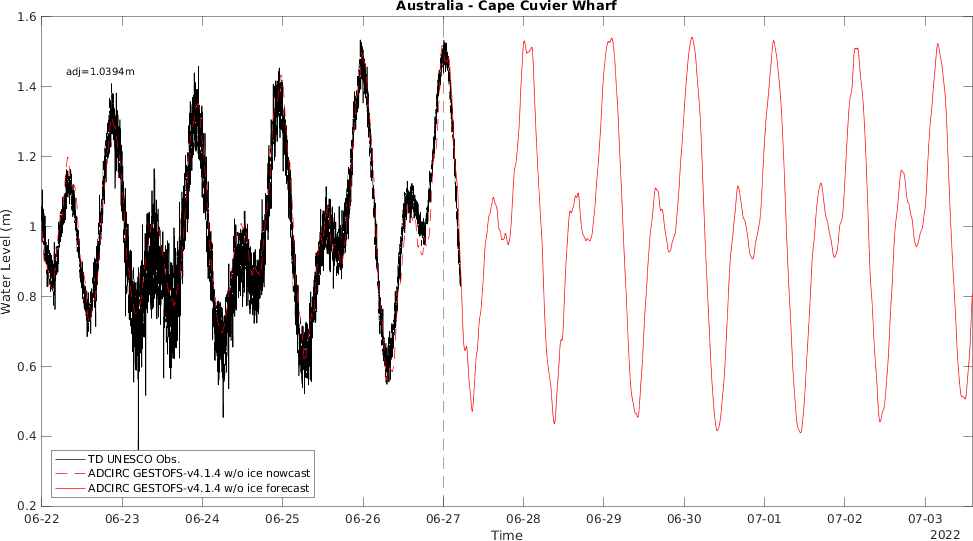 Australia - Cape Cuvier Wharf
adj=1.0394m
Water Level (m)
1.6
1.4
1.2
1
0.8
0.6
0.4
0.2
TD UNESCO Obs.
ADCIRC GESTOFS-v4.1.4 w/o ice nowcast
ADCIRC GESTOFS-v4.1.4 w/o ice forecast
06-22 06-23 06-24 06-25 06-26 06-27 06-28 06-29 06-30 07-01 07-02 07-03
Time
2022